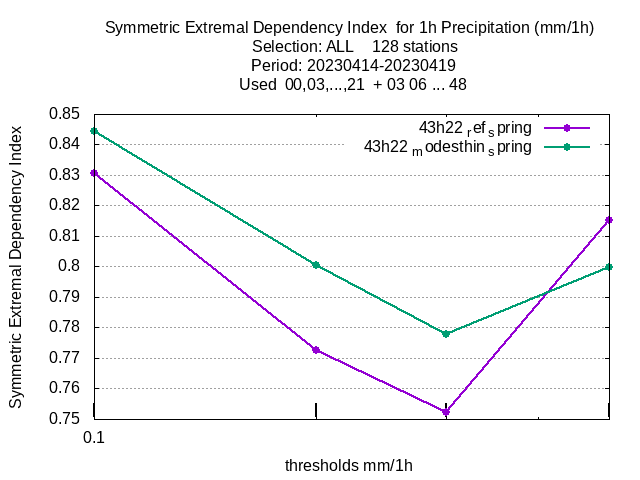 Symmetric Extremal Dependency Index  for 1h Precipitation (mm/1h)
Selection: ALL    128 stations
Period: 20230414-20230419
Used  00,03,...,21  + 03 06 ... 48
Symmetric Extremal Dependency Index
0.85
0.84
0.83
0.82
0.81
0.8
0.79
0.78
0.77
0.76
0.75
43h22 ref spring
43h22 modesthin spring
0.1
thresholds mm/1h